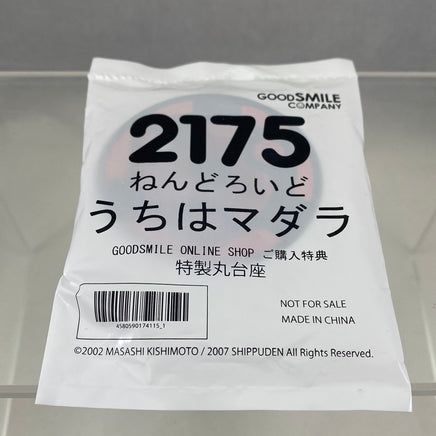 GOODSMILE
COMPANY
2175
ねんどろいど
うちはマダラ
GOODSMILE ONLINE SHOP ご購入特典
特製丸台座
NOT FOR SALE
MADE IN CHINA
4580590174115_1
©2002 MASASHI KISHIMOTO / 2007 SHIPPUDEN All Rights Reserved.